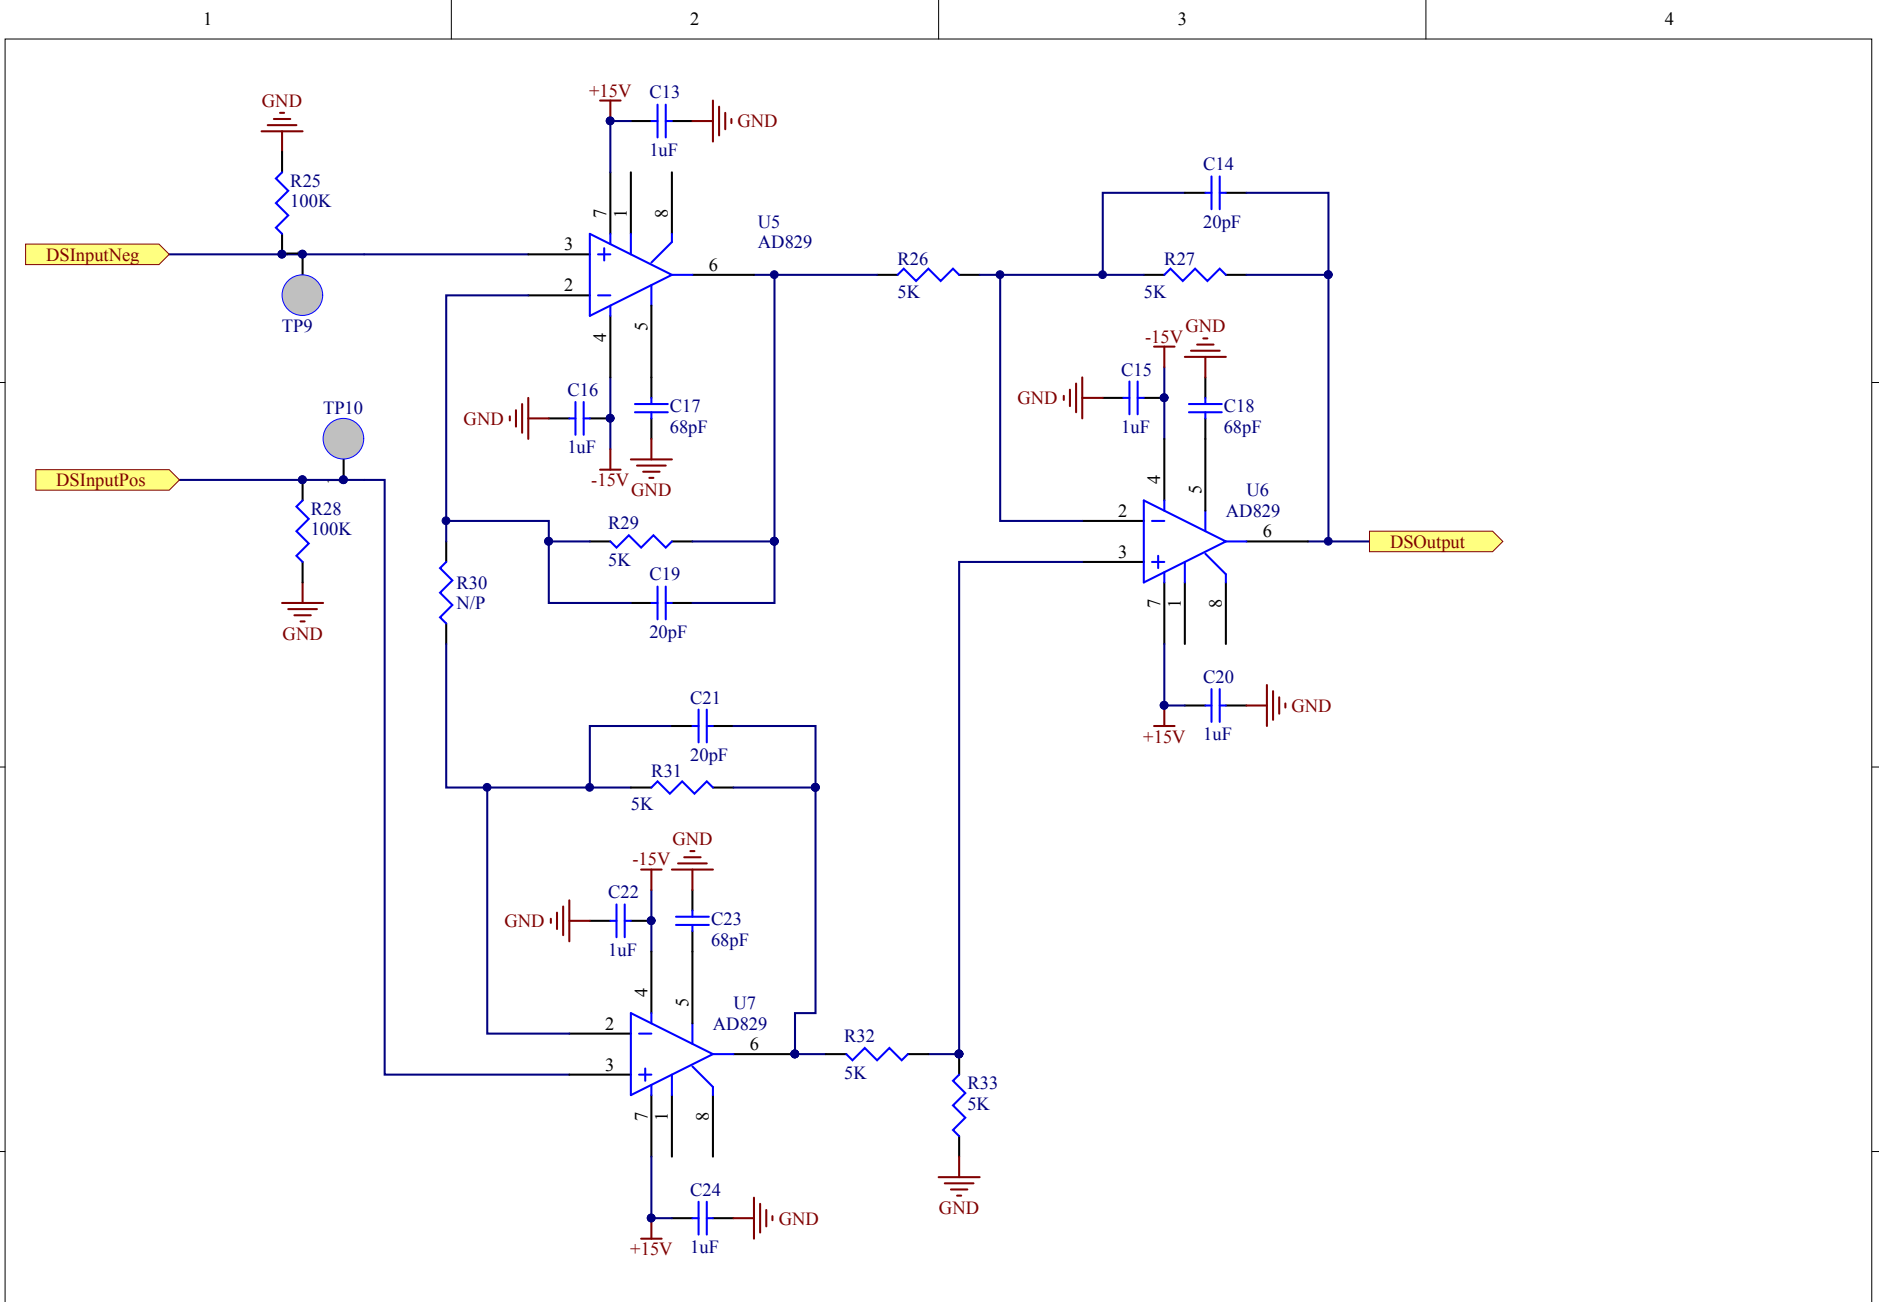 1
2
3
4
GND
R25
100K
DSInputNeg
TP9
+15V
C13
1uF
GND
7
1
8
U5
AD829
3
2
6
4
5
C16
1uF
GND
-15V
C17
68pF
GND
R26
5K
C14
20pF
R27
5K
-15V
GND
C15
1uF
GND
C18
68pF
4
5
U6
AD829
2
3
6
DSOutput
7
1
8
C20
1uF
GND
+15V
TP10
DSInputPos
R28
100K
GND
R29
5K
C19
20pF
R30
N/P
C21
20pF
R31
5K
GND
-15V
C22
1uF
GND
C23
68pF
4
5
U7
AD829
2
3
6
7
1
8
R32
5K
R33
5K
GND
C24
1uF
GND
+15V